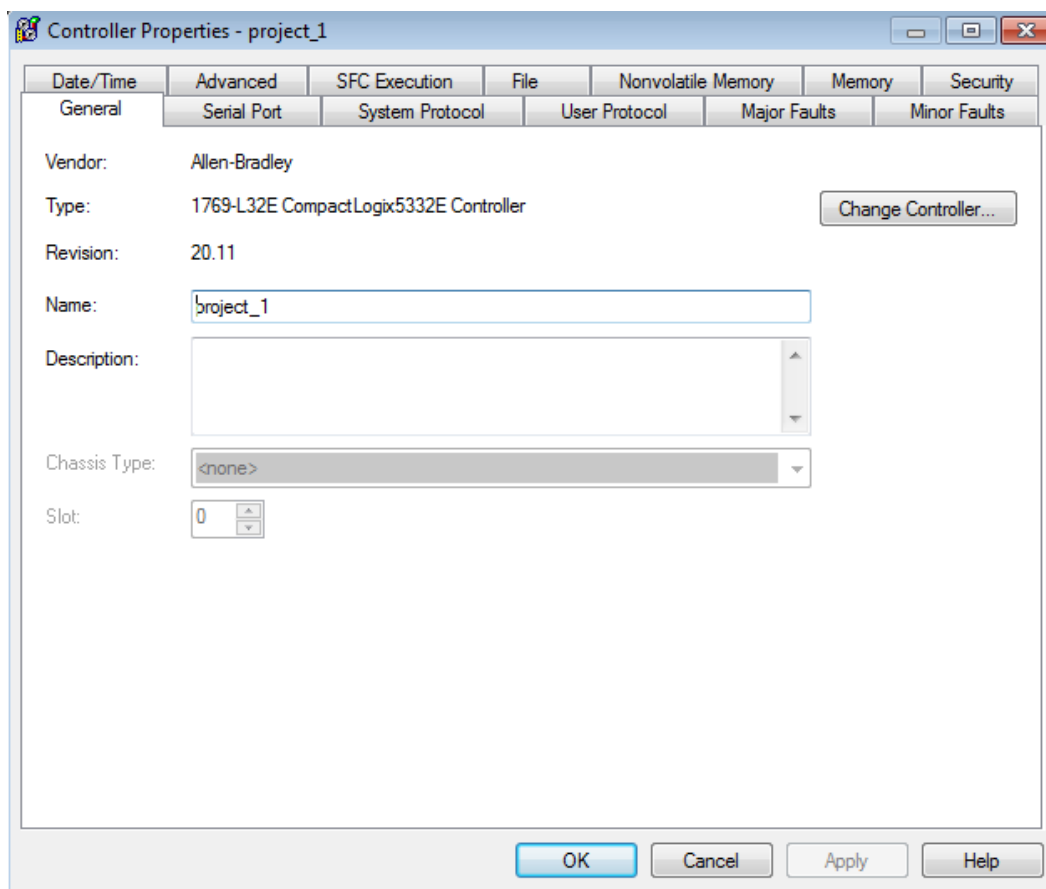 Controller Properties - project_1
Date/Time Advanced SFC Execution File Nonvolatile Memory Memory Security
General Serial Port System Protocol User Protocol Major Faults Minor Faults
Vendor: Allen-Bradley
Type: 1769-L32E CompactLogix5332E Controller Change Controller...
Revision: 20.11
Name: project_1
Description:
Chassis Type: <none>
Slot: 0
OK Cancel Apply Help